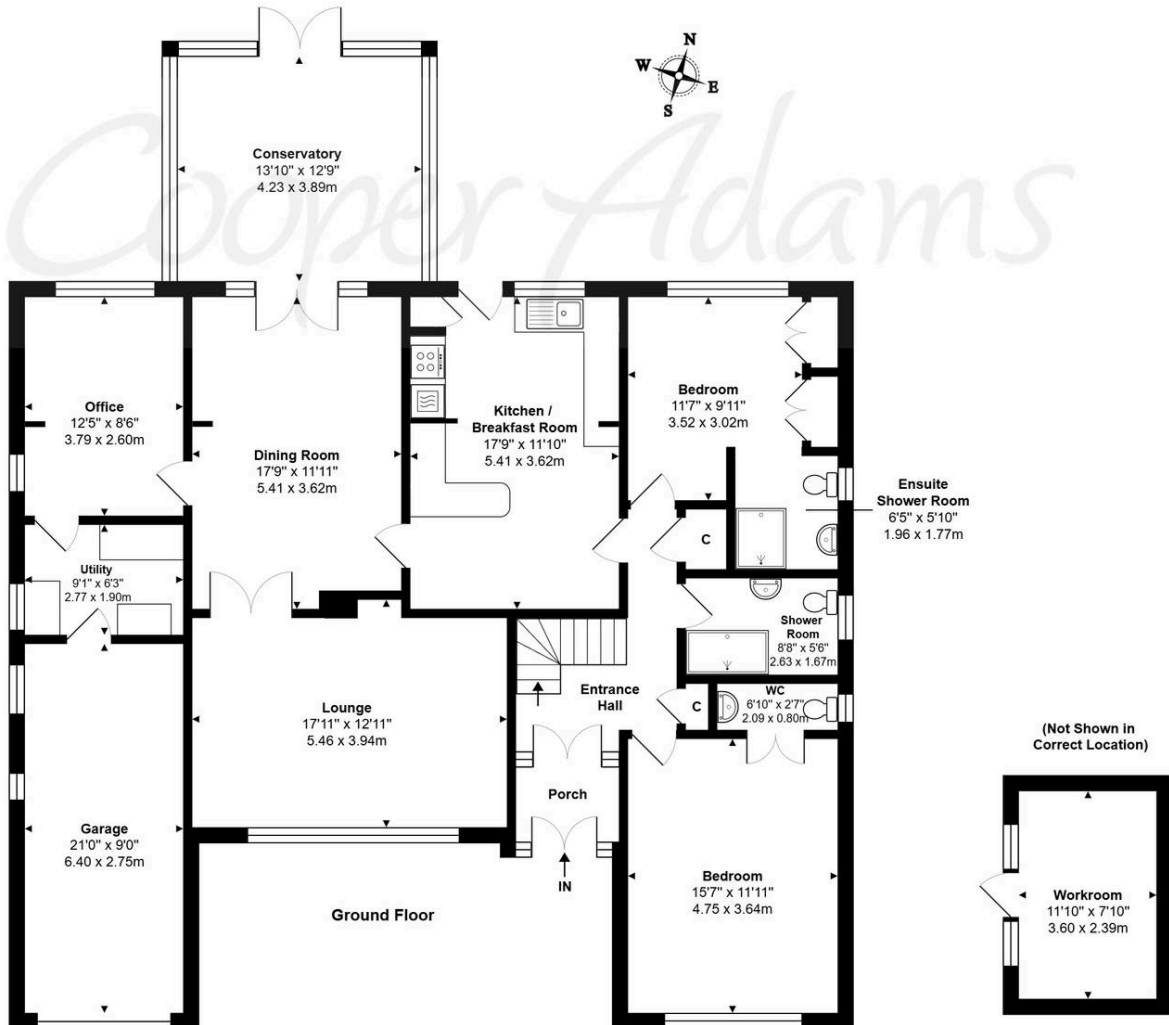 N
W
E
S
Cooper Adams
Conservatory
13'10" x 12'9"
4.23 x 3.89m
Office
12'5" x 8'6"
3.79 x 2.60m
Dining Room
17'9" x 11'11"
5.41 x 3.62m
Kitchen /
Breakfast Room
17'9" x 11'10"
5.41 x 3.62m
Bedroom
11'7" x 9'11"
3.52 x 3.02m
Ensuite
Shower Room
6'5" x 5'10"
1.96 x 1.77m
C
Utility
9'1" x 6'3"
2.77 x 1.90m
Shower
Room
8'8" x 5'6"
2.63 x 1.67m
Entrance
Hall
C
WC
6'10" x 2'7"
2.09 x 0.80m
Lounge
17'11" x 12'11"
5.46 x 3.94m
Porch
IN
Garage
21'0" x 9'0"
6.40 x 2.75m
Bedroom
15'7" x 11'11"
4.75 x 3.64m
Ground Floor
(Not Shown in
Correct Location)
Workroom
11'10" x 7'10"
3.60 x 2.39m